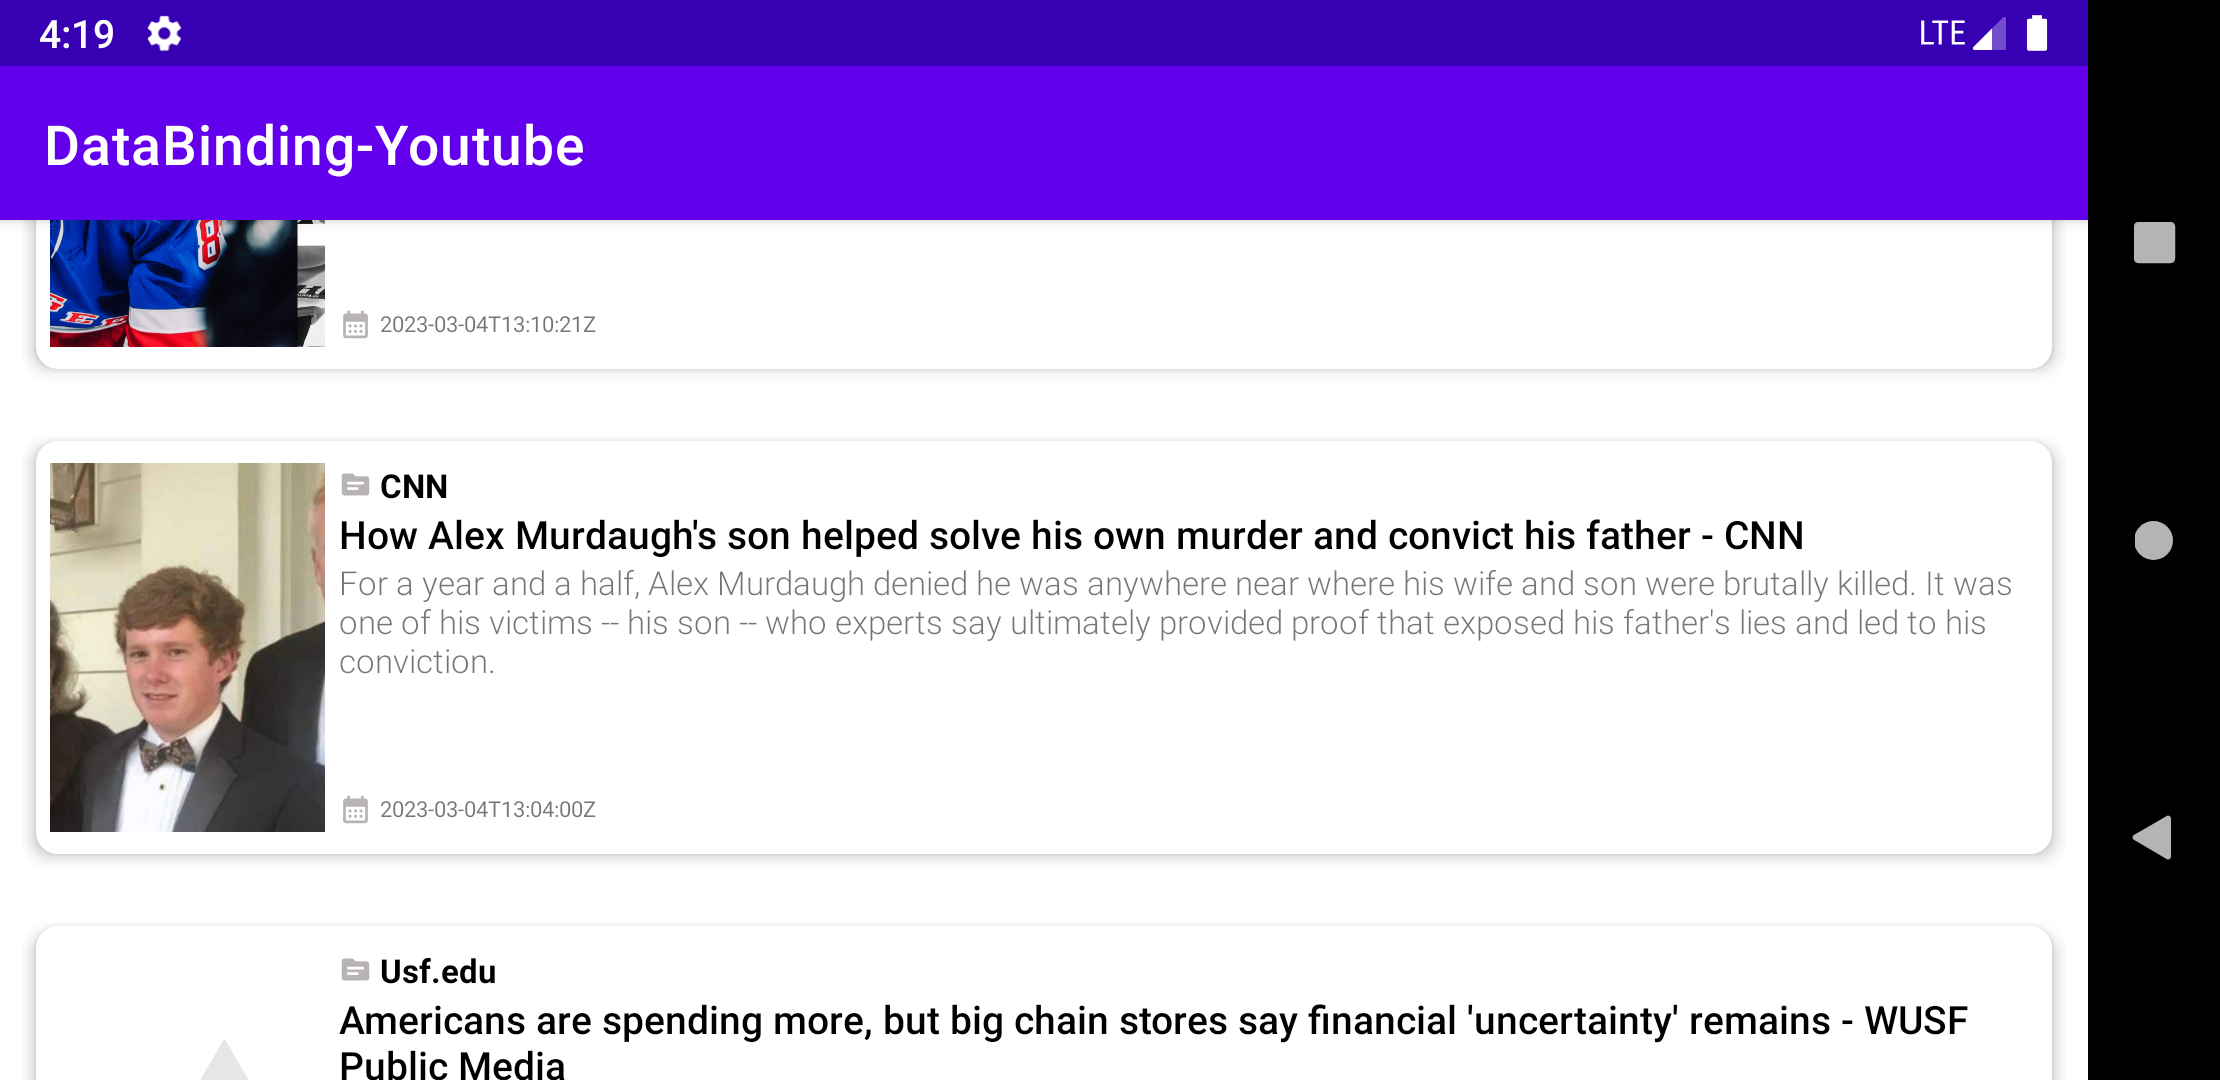 4:19
LTE
DataBinding-Youtube
8
2023-03-04T13:10:21Z
CNN
How Alex Murdaugh's son helped solve his own murder and convict his father - CNN
For a year and a half, Alex Murdaugh denied he was anywhere near where his wife and son were brutally killed. It was
one of his victims -- his son -- who experts say ultimately provided proof that exposed his father's lies and led to his
conviction.
2023-03-04T13:04:00Z
Usf.edu
Americans are spending more, but big chain stores say financial 'uncertainty' remains - WUSF
Public Media